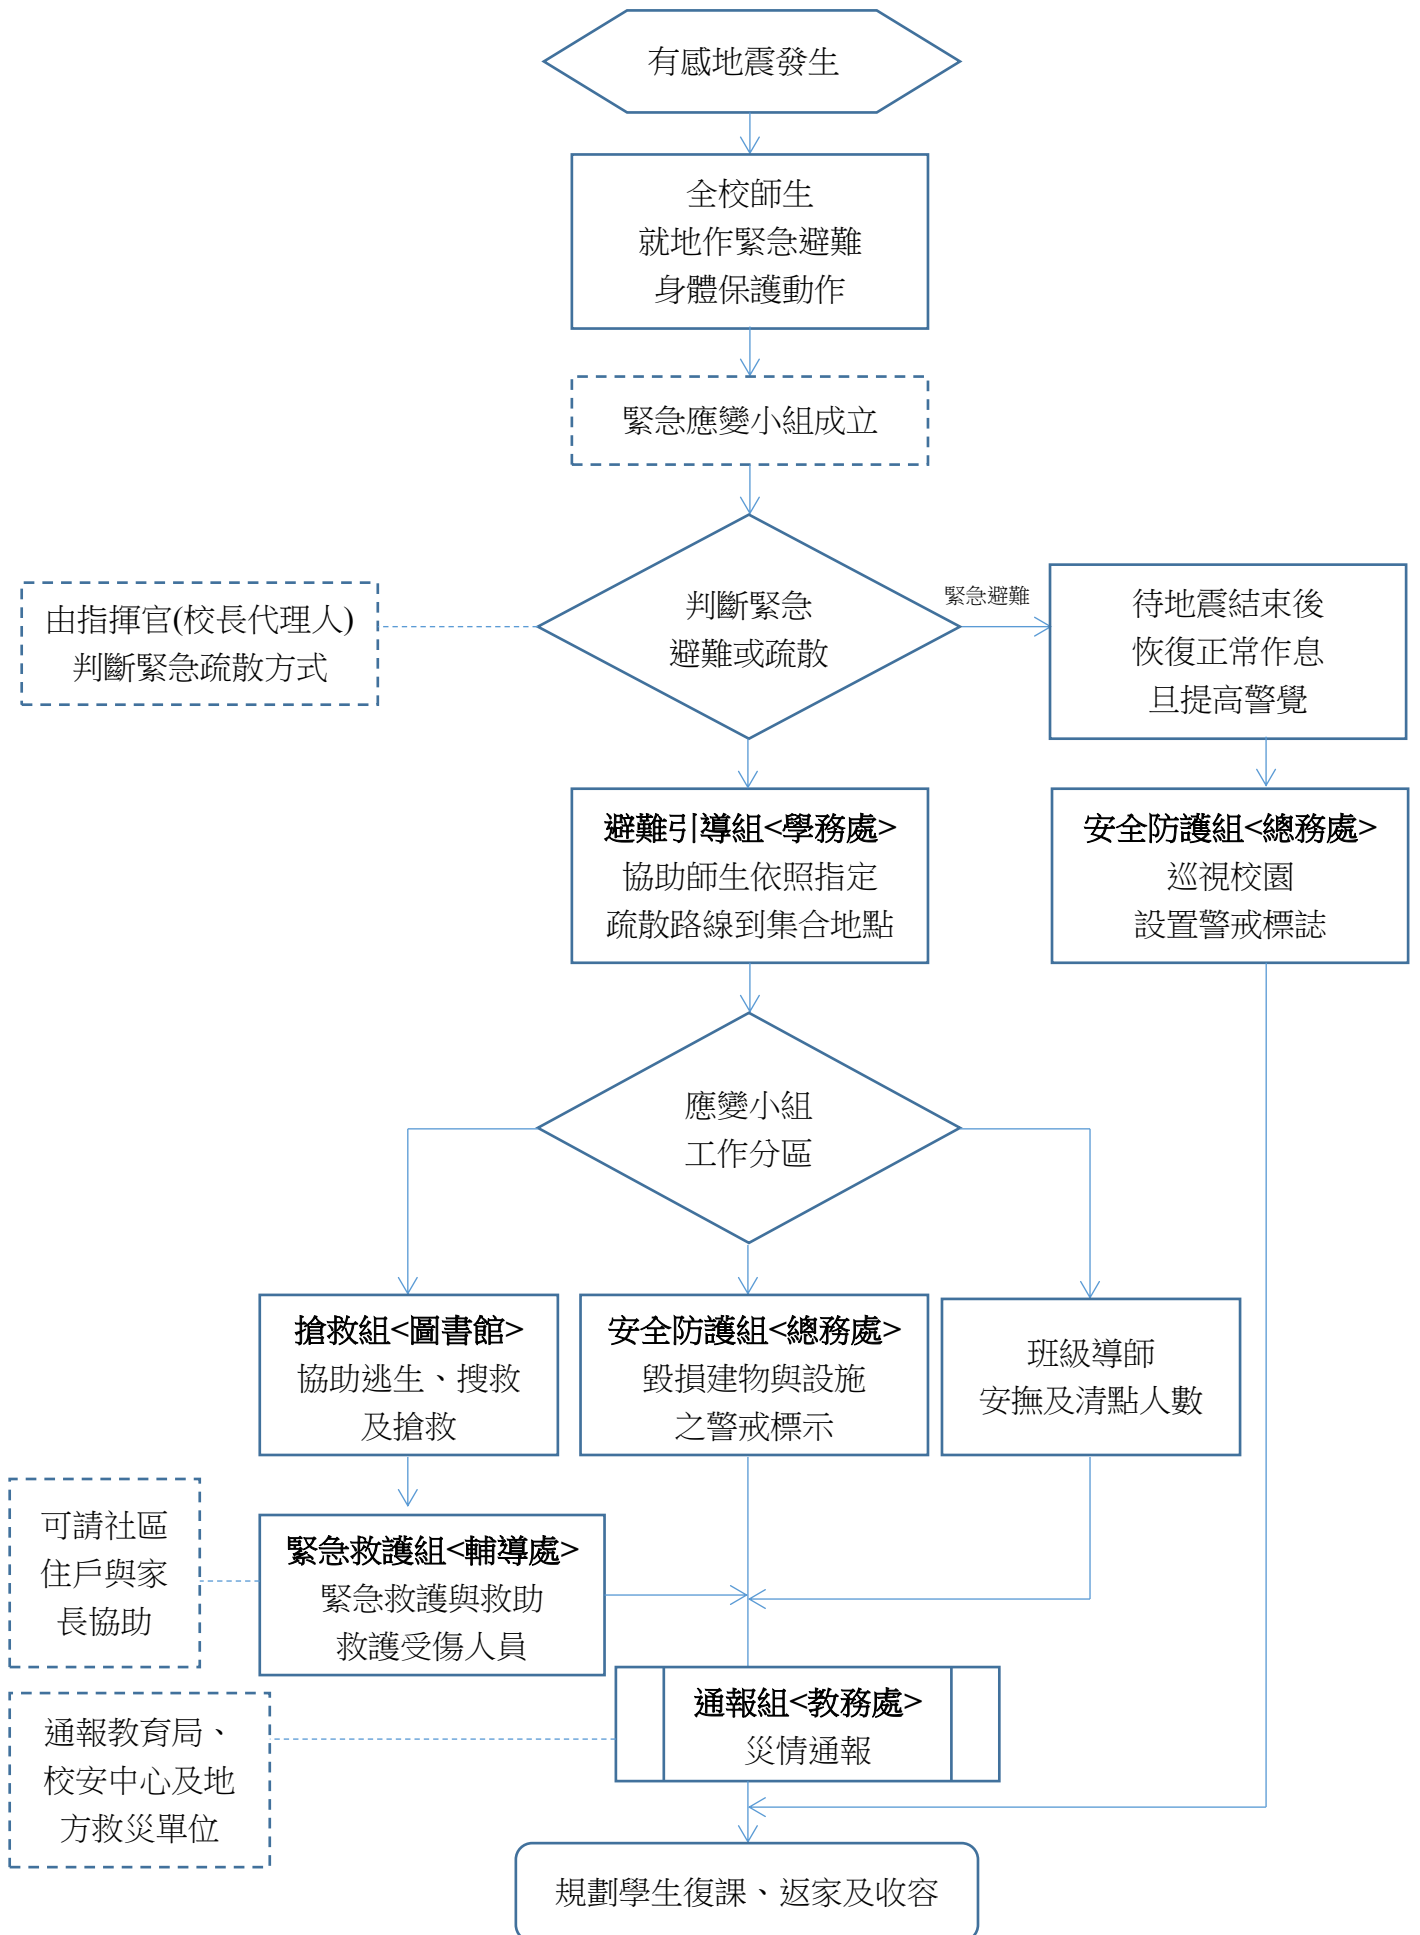 有感地震發生
全校師生
就地作緊急避難
身體保護動作
緊急應變小組成立
由指揮官(校長代理人)
判斷緊急疏散方式
判斷緊急
避難或疏散
緊急避難
待地震結束後
恢復正常作息
旦提高警覺
避難引導組<學務處>
協助師生依照指定
疏散路線到集合地點
安全防護組<總務處>
巡視校園
設置警戒標誌
應變小組
工作分區
搶救組<圖書館>
協助逃生、搜救
及搶救
安全防護組<總務處>
毀損建物與設施
之警戒標示
班級導師
安撫及清點人數
可請社區
住戶與家
長協助
緊急救護組<輔導處>
緊急救護與救助
救護受傷人員
通報教育局、
校安中心及地
方救災單位
通報組<教務處>
災情通報
規劃學生復課、返家及收容